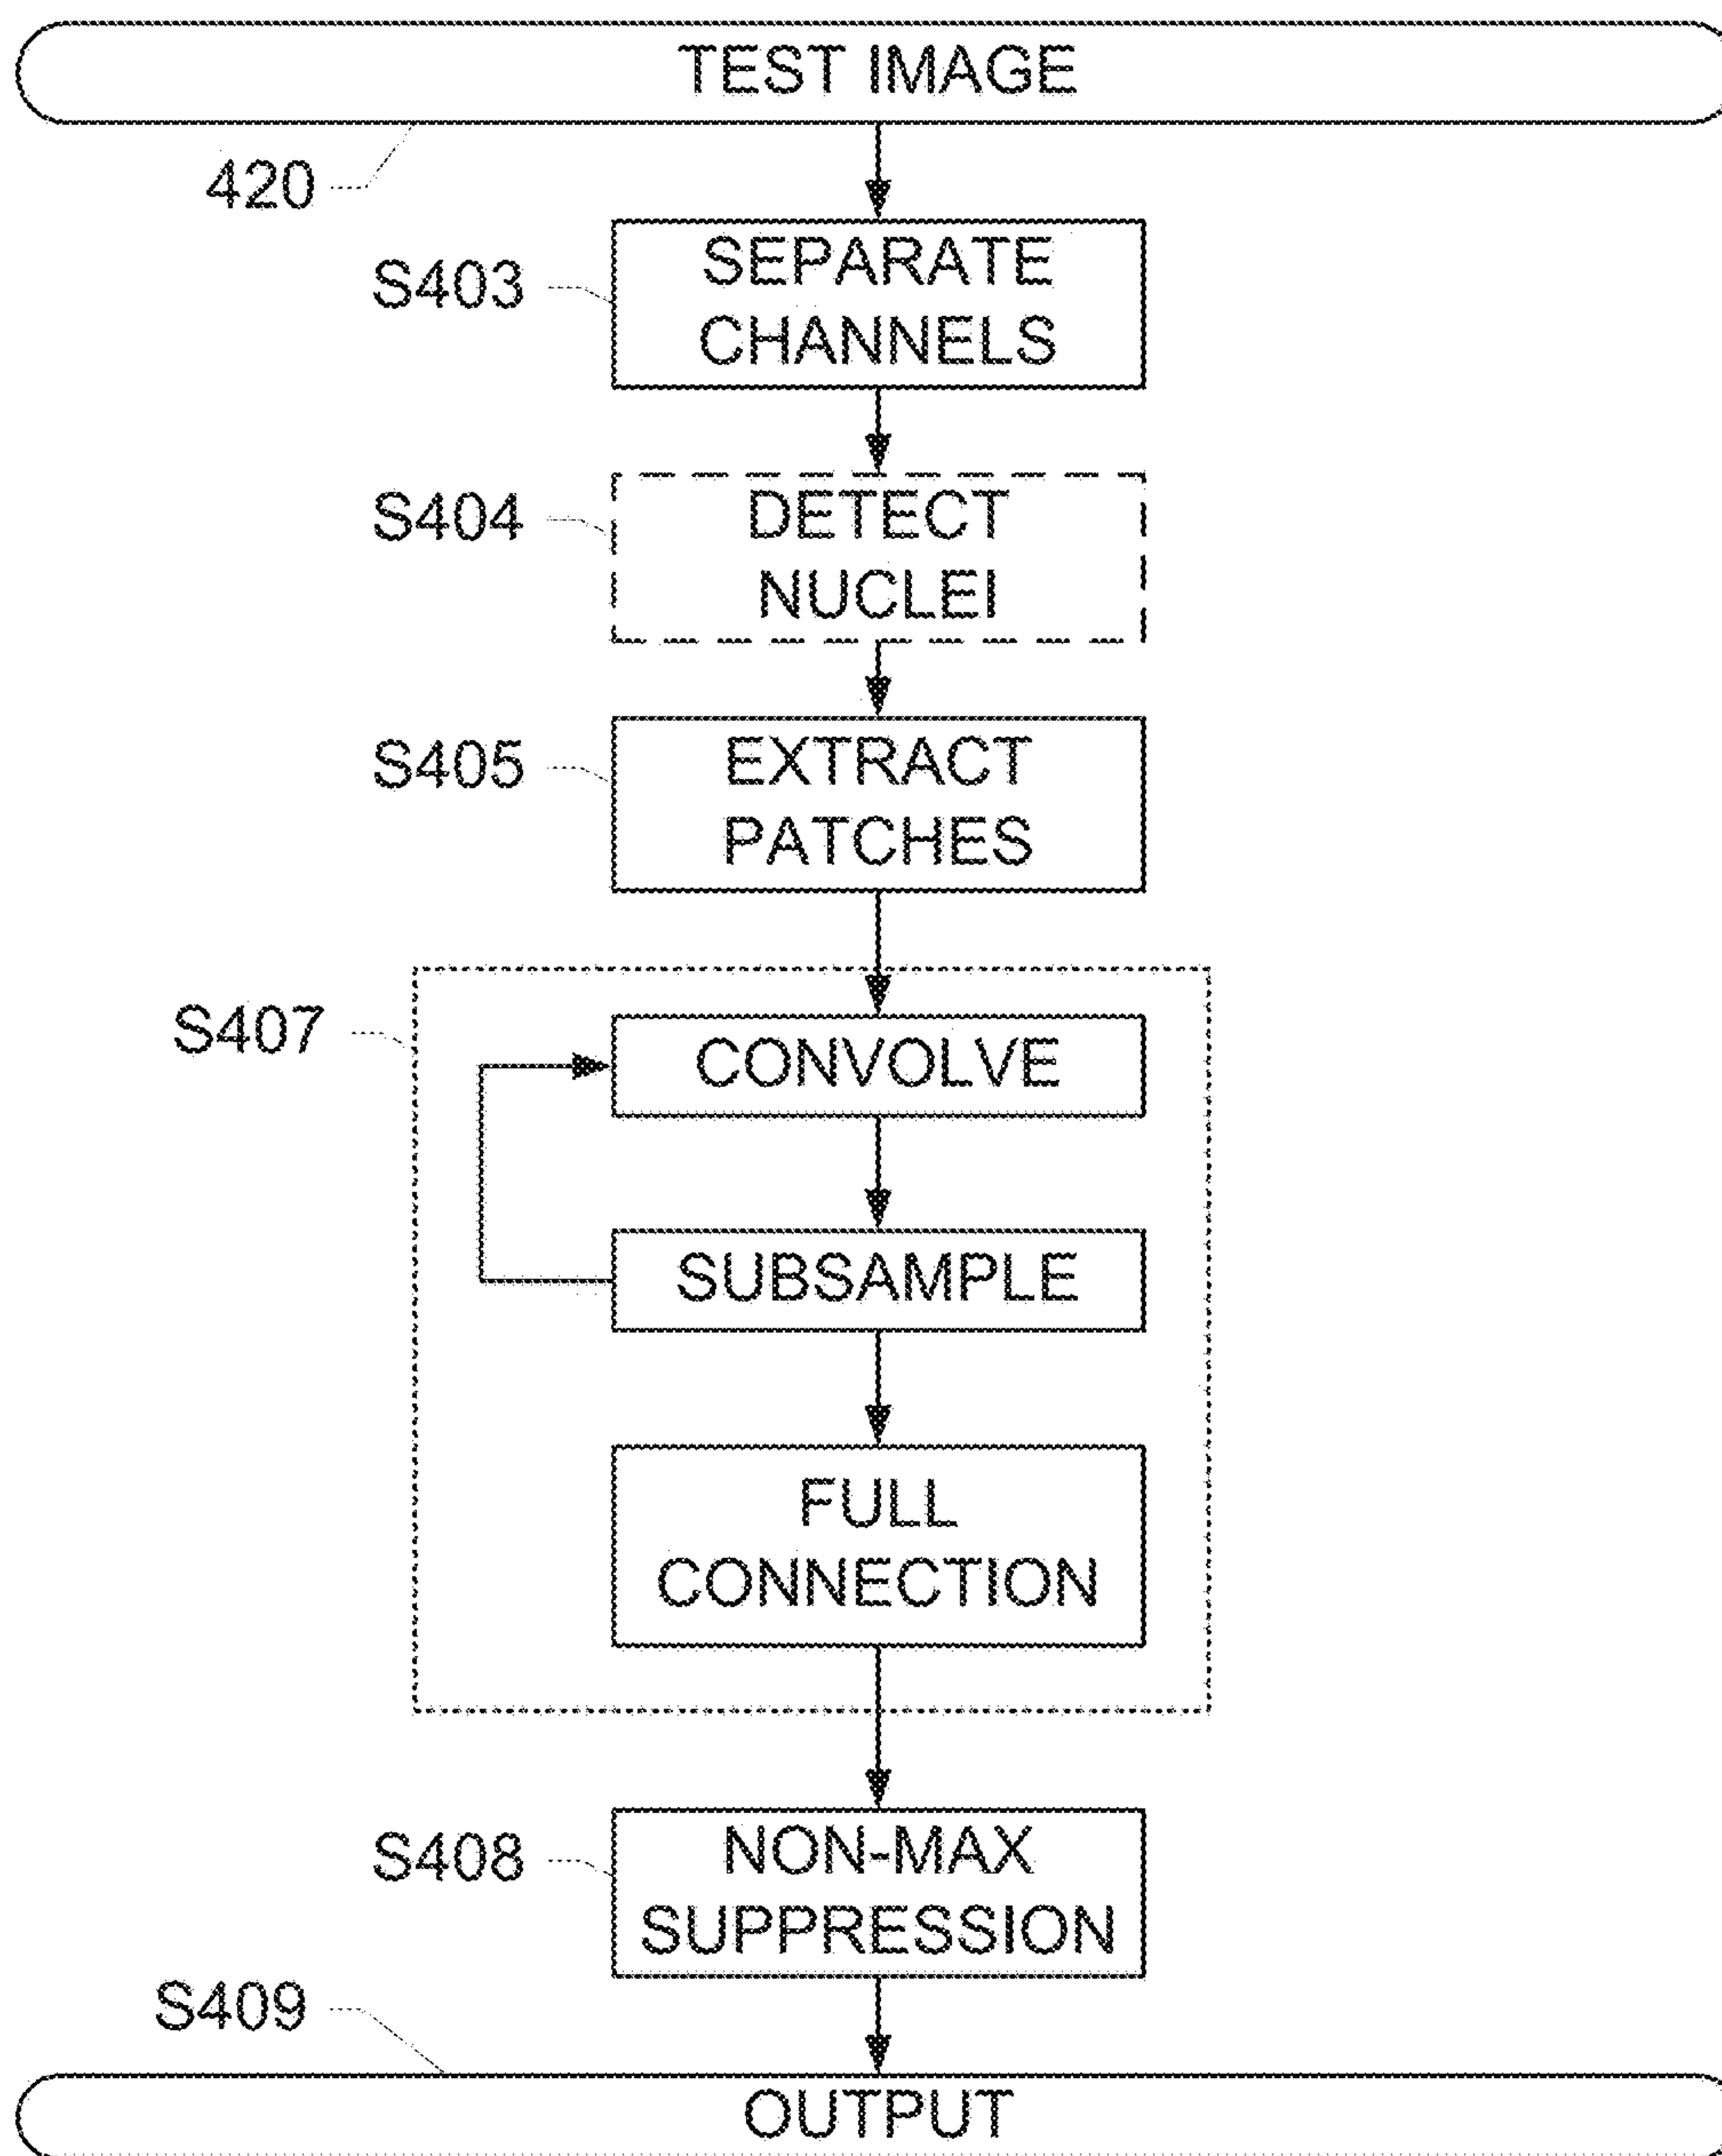 TEST IMAGE
420
S403
SEPARATE
CHANNELS
S404
DETECT
NUCLEI
S405
EXTRACT
PATCHES
S407
CONVOLVE
SUBSAMPLE
FULL
CONNECTION
S408
NON-MAX
SUPPRESSION
S409
OUTPUT